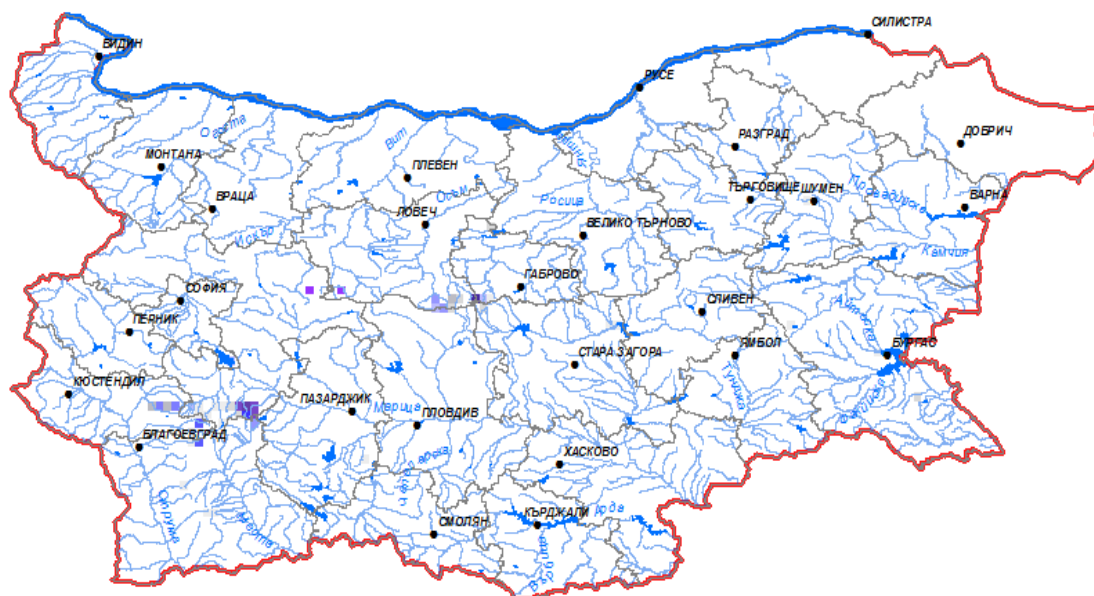 СИЛИСТРА
ВИДИН
РУСЕ
Огоста
Вит
РАЗГРАД
ДОБРИЧ
МОНТАНА
ПЛЕВЕН
ВРАЦА
Осъм
Росица
ТЪРГОВИЩЕ
ШУМЕН
Провадийска
ВАРНА
ЛОВЕЧ
Искър
ВЕЛИКО ТЪРНОВО
Камчия
ГАБРОВО
СОФИЯ
СЛИВЕН
ПЕРНИК
ЯМБОЛ
БУРГАС
СТАРА ЗАГОРА
КЮСТЕНДИЛ
Тунджа
ПАЗАРДЖИК
Марица
ПЛОВДИВ
БЛАГОЕВГРАД
ХАСКОВО
Струма
Места
КЪРДЖАЛИ
СМОЛЯН